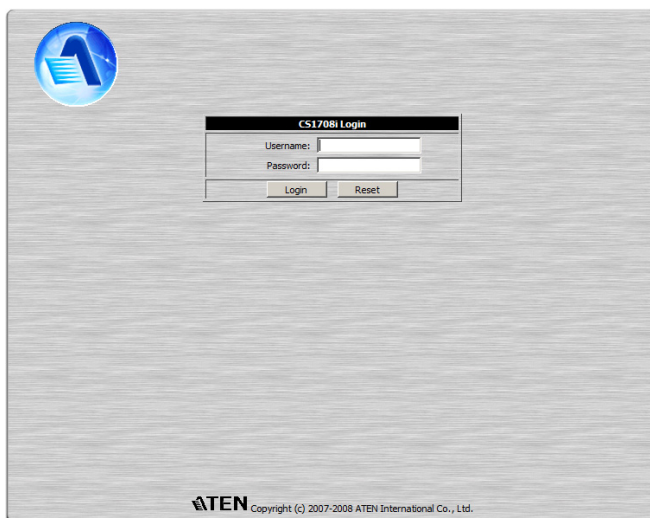 CS1708i Login
Username:
Password:
Login Reset
ATEN Copyright (c) 2007-2008 ATEN International Co., Ltd.